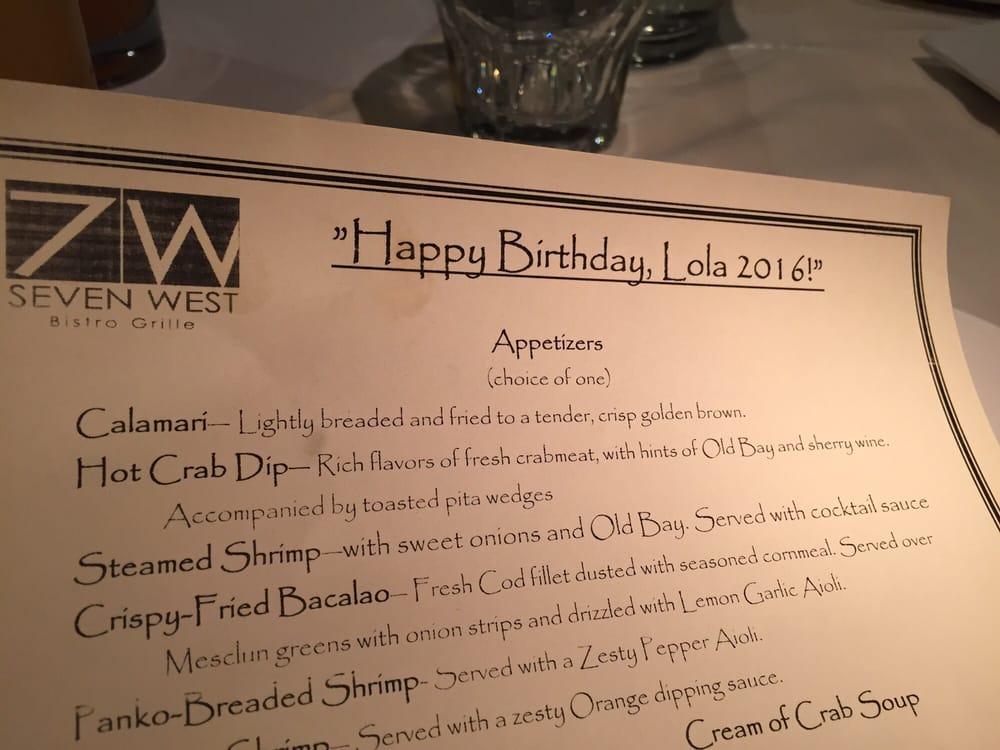 7W
SEVEN WEST
Bistro Grille
”Happy Birthday, Lola 2016!”
Appetizers
(choice of one)
Calamari— Lightly breaded and fried to a tender, crisp golden brown.
Hot Crab Dip— Rich flavors of fresh crabmeat, with hints of Old Bay and sherry wine.
Accompanied by toasted pita wedges
Steamed Shrimp—with sweet onions and Old Bay. Served with cocktail sauce
Crispy-Fried Bacalao— Fresh Cod fillet dusted with seasoned cornmeal. Served over
Mesclun greens with onion strips and drizzled with Lemon Garlic Aioli.
Panko-Breaded Shrimp- Served with a Zesty Pepper Aioli.
Shrimp— Served with a zesty Orange dipping sauce.
Cream of Crab Soup